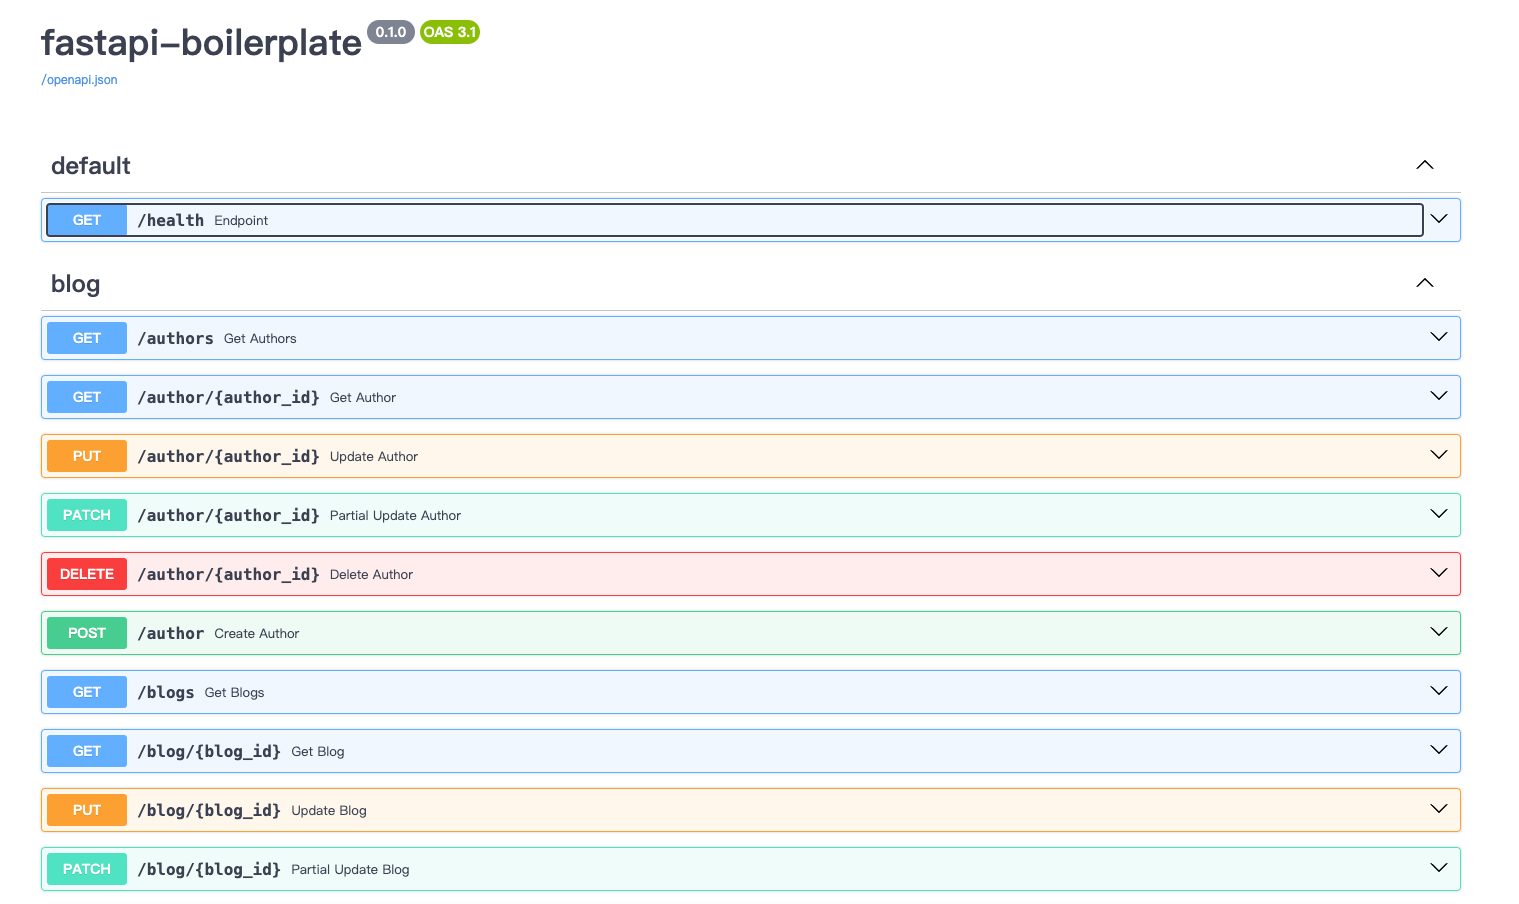 fastapi-boilerplate 0.1.0 OAS 3.1
/openapi.json
default
GET /health Endpoint
blog
GET /authors Get Authors
GET /author/{author_id} Get Author
PUT /author/{author_id} Update Author
PATCH /author/{author_id} Partial Update Author
DELETE /author/{author_id} Delete Author
POST /author Create Author
GET /blogs Get Blogs
GET /blog/{blog_id} Get Blog
PUT /blog/{blog_id} Update Blog
PATCH /blog/{blog_id} Partial Update Blog